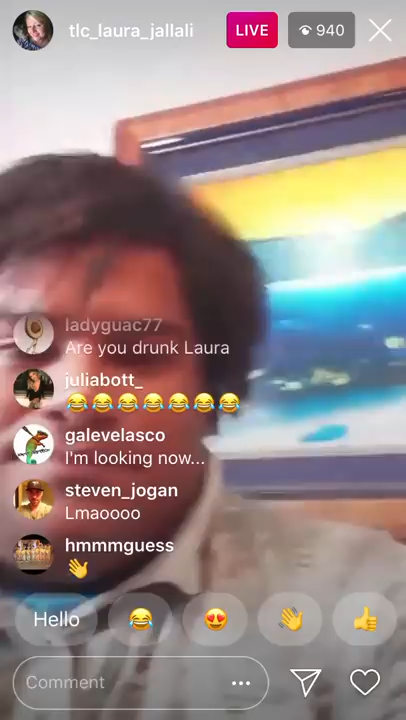 tlc_laura_jallali
LIVE
940
ladyguac77
Are you drunk Laura
juliabott_
😂😂😂😂😂😂😂
galevelasco
I'm looking now...
steven_jogan
Lmaoooo
hmmmguess
👋
Hello 😂 😍 👋 👍
Comment ...